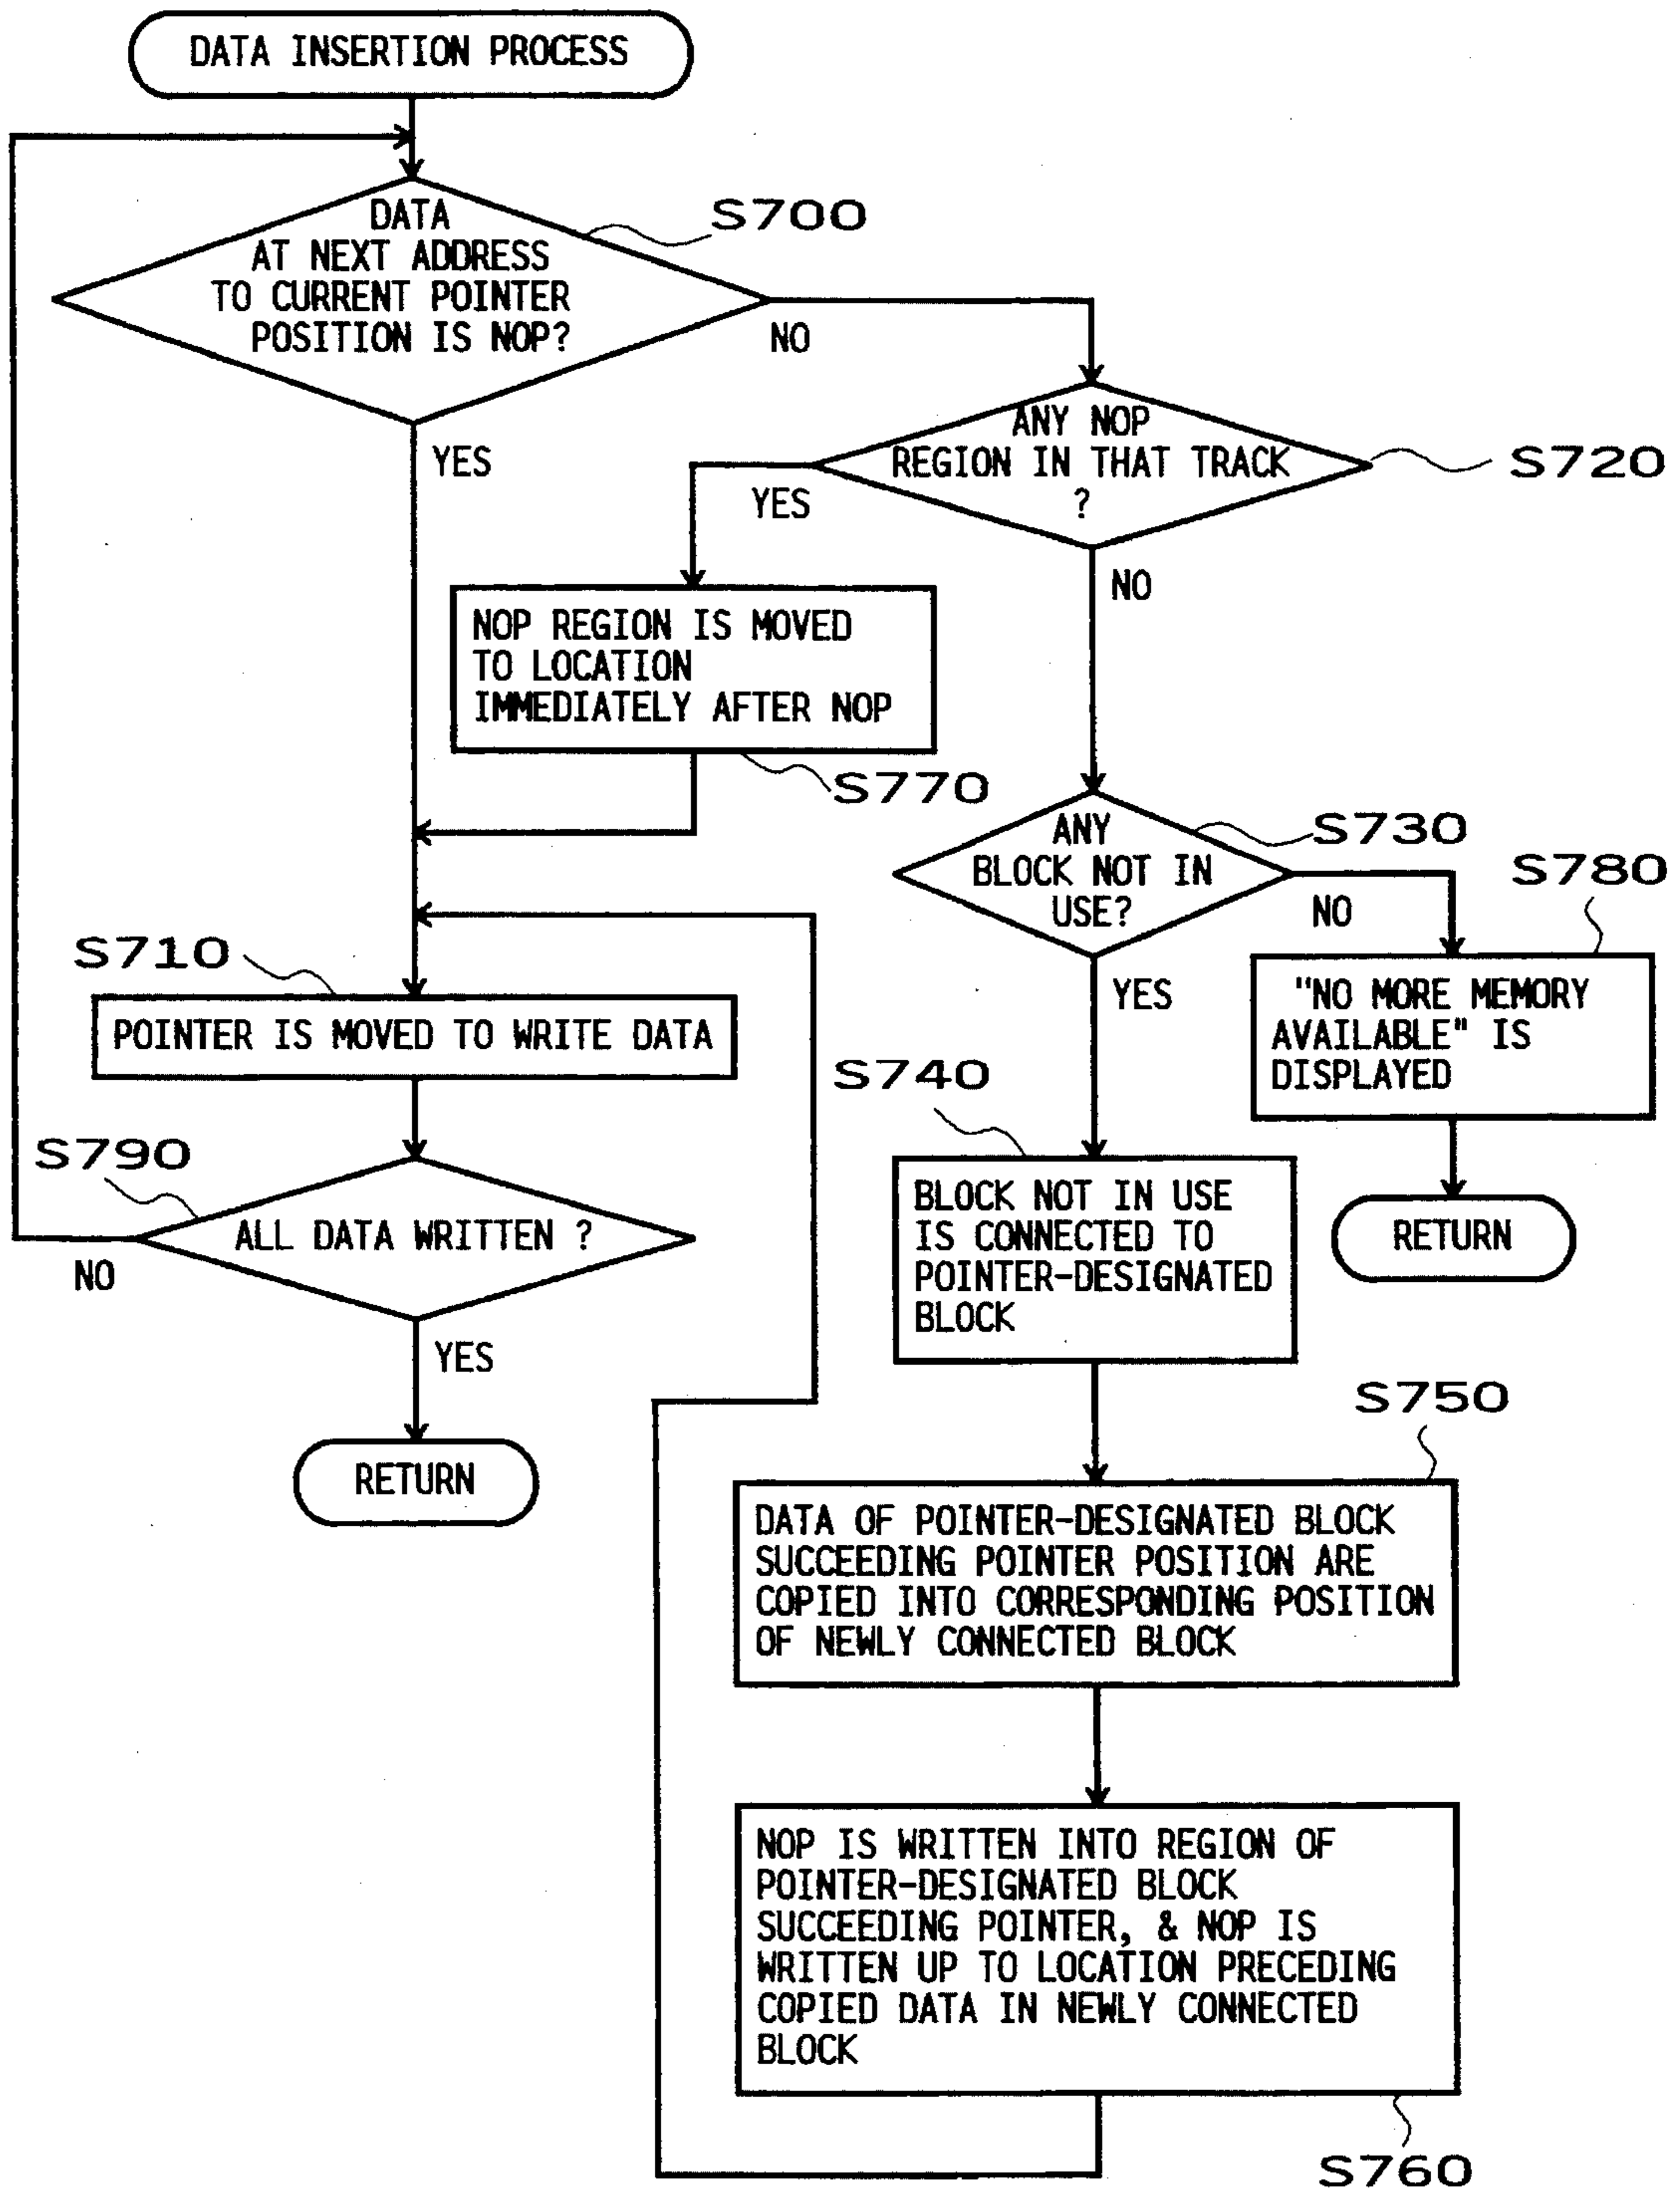 DATA INSERTION PROCESS
S700
DATA
AT NEXT ADDRESS
TO CURRENT POINTER
POSITION IS NOP?
NO
YES
ANY NOP
REGION IN THAT TRACK
?
S720
YES
NO
NOP REGION IS MOVED
TO LOCATION
IMMEDIATELY AFTER NOP
S770
ANY
BLOCK NOT IN
USE?
S730
NO
YES
S780
"NO MORE MEMORY
AVAILABLE" IS
DISPLAYED
RETURN
S710
POINTER IS MOVED TO WRITE DATA
S790
ALL DATA WRITTEN ?
NO
YES
RETURN
S740
BLOCK NOT IN USE
IS CONNECTED TO
POINTER-DESIGNATED
BLOCK
S750
DATA OF POINTER-DESIGNATED BLOCK
SUCCEEDING POINTER POSITION ARE
COPIED INTO CORRESPONDING POSITION
OF NEWLY CONNECTED BLOCK
NOP IS WRITTEN INTO REGION OF
POINTER-DESIGNATED BLOCK
SUCCEEDING POINTER, & NOP IS
WRITTEN UP TO LOCATION PRECEDING
COPIED DATA IN NEWLY CONNECTED
BLOCK
S760